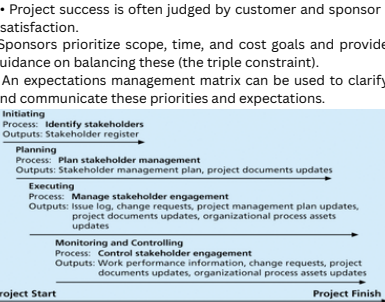 • Project success is often judged by customer and sponsor
satisfaction.
Sponsors prioritize scope, time, and cost goals and provide
uidance on balancing these (the triple constraint).
An expectations management matrix can be used to clarify
nd communicate these priorities and expectations.
Initiating
Process: Identify stakeholders
Outputs: Stakeholder register
Planning
Process: Plan stakeholder management
Outputs: Stakeholder management plan, project documents updates
Executing
Process: Manage stakeholder engagement
Outputs: Issue log, change requests, project management plan updates,
project documents updates, organizational process assets
updates
Monitoring and Controlling
Process: Control stakeholder engagement
Outputs: Work performance information, change requests, project
documents updates, organizational process assets updates
roject Start Project Finish